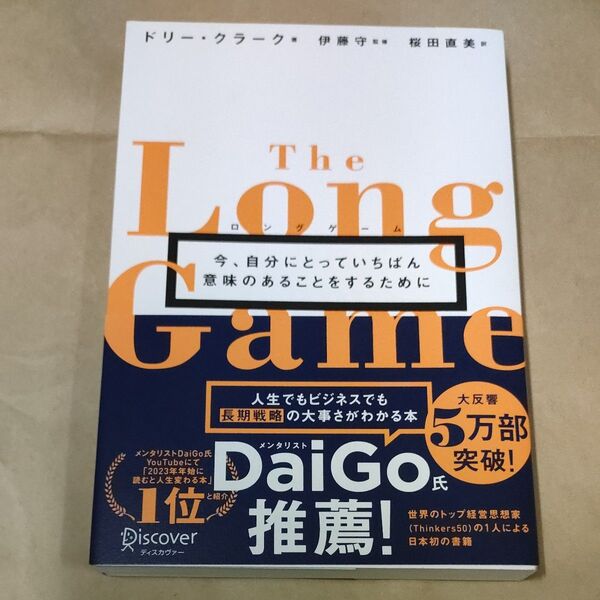 ドリー・クラーク 著 伊藤守 監修 桜田直美 訳
The
Long
ロングゲーム
今、自分にとっていちばん
意味のあることをするために
Game
人生でもビジネスでも
長期戦略の大事さがわかる本
大反響
5万部
突破!
メンタリスト
DaiGo氏
推薦!
メンタリストDaiGo氏
YouTubeにて
「2023年年始に
読むと人生変わる本」
1位と紹介
世界のトップ経営思想家
(Thinkers50)の1人による
日本初の書籍
Discover
ディスカヴァー